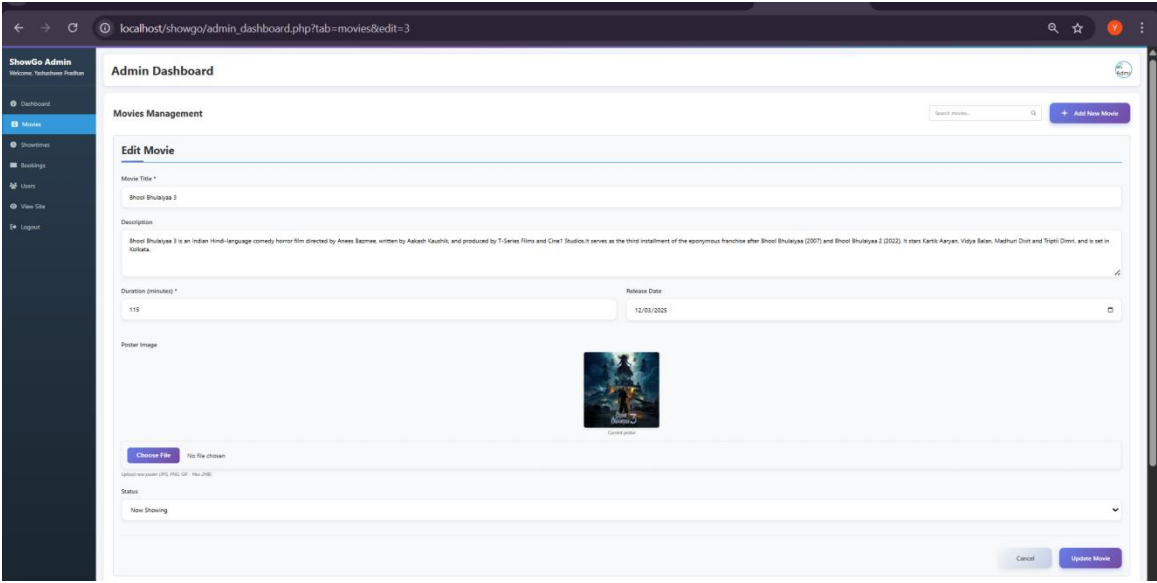 localhost/showgo/admin_dashboard.php?tab=movies&edit=3
Y
ShowGo Admin
Welcome, Yashashwee Pradhan
Dashboard
Movies
Showtimes
Bookings
Users
View Site
Logout
Admin Dashboard
Movies Management
Search movies...
+ Add New Movie
Edit Movie
Movie Title *
Bhool Bhulaiyaa 3
Description
Bhool Bhulaiyaa 3 is an Indian Hindi-language comedy horror film directed by Anees Bazmee, written by Aakash Kaushik, and produced by T-Series Films and Cine1 Studios.It serves as the third installment of the eponymous franchise after Bhool Bhulaiyaa (2007) and Bhool Bhulaiyaa 2 (2022). It stars Kartik Aaryan, Vidya Balan, Madhuri Dixit and Triptii Dimri, and is set in
Kolkata.
Duration (minutes) *
Release Date
115
12/03/2025
Poster Image
Current poster
Choose File No file chosen
Upload new poster (JPG, PNG, GIF - Max 2MB)
Status
Now Showing
Cancel
Update Movie